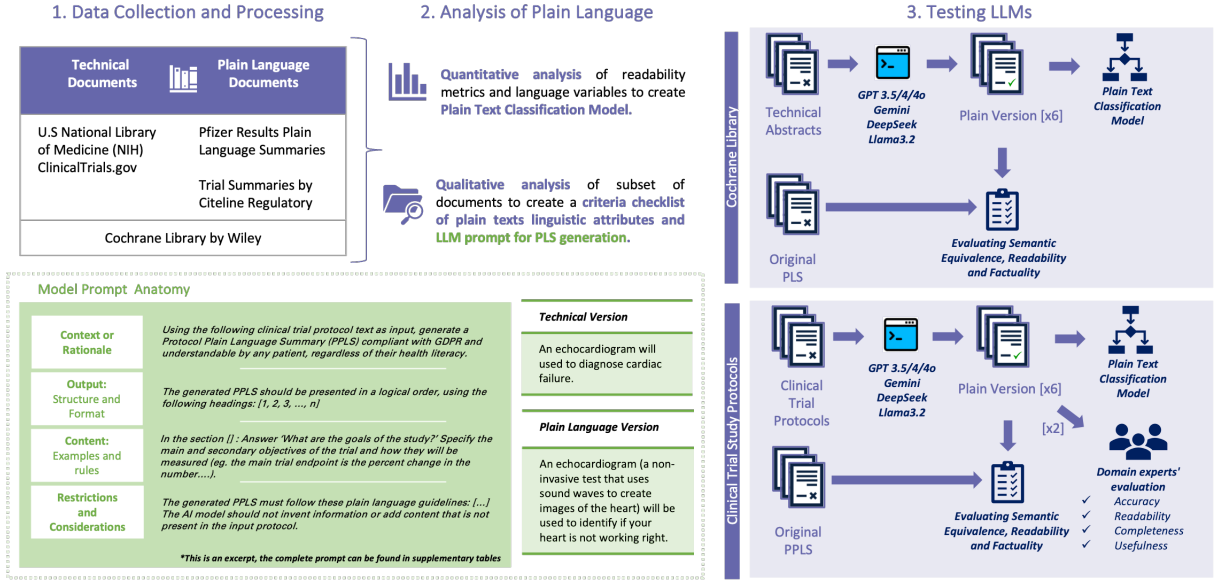 1. Data Collection and Processing
Technical
Documents
Plain Language
Documents
U.S National Library
of Medicine (NIH)
ClinicalTrials.gov
Pfizer Results Plain
Language Summaries
Trial Summaries by
Citeline Regulatory
Cochrane Library by Wiley
2. Analysis of Plain Language
Quantitative analysis of readability
metrics and language variables to create
Plain Text Classification Model.
Qualitative analysis of subset of
documents to create a criteria checklist
of plain texts linguistic attributes and
LLM prompt for PLS generation.
Model Prompt Anatomy
Context or
Rationale
Using the following clinical trial protocol text as input, generate a
Protocol Plain Language Summary (PPLS) compliant with GDPR and
understandable by any patient, regardless of their health literacy.
Output:
Structure and
Format
The generated PPLS should be presented in a logical order, using the
following headings: [1, 2, 3, ..., n]
Content:
Examples and
rules
In the section [] : Answer ‘What are the goals of the study?’ Specify the
main and secondary objectives of the trial and how they will be
measured (eg. the main trial endpoint is the percent change in the
number....).
Restrictions
and
Considerations
The generated PPLS must follow these plain language guidelines: [...]
The AI model should not invent information or add content that is not
present in the input protocol.
*This is an excerpt, the complete prompt can be found in supplementary tables
Technical Version
An echocardiogram will
used to diagnose cardiac
failure.
Plain Language Version
An echocardiogram (a non-
invasive test that uses
sound waves to create
images of the heart) will be
used to identify if your
heart is not working right.
3. Testing LLMs
Cochrane Library
Technical
Abstracts
GPT 3.5/4/4o
Gemini
DeepSeek
Llama3.2
Plain Version [x6]
Plain Text
Classification
Model
Original
PLS
Evaluating Semantic
Equivalence, Readability
and Factuality
Clinical Trial Study Protocols
Clinical
Trial
Protocols
GPT 3.5/4/4o
Gemini
DeepSeek
Llama3.2
Plain Version [x6]
Plain Text
Classification
Model
[x2]
Original
PPLS
Evaluating Semantic
Equivalence, Readability
and Factuality
Domain experts'
evaluation
✓ Accuracy
✓ Readability
✓ Completeness
✓ Usefulness